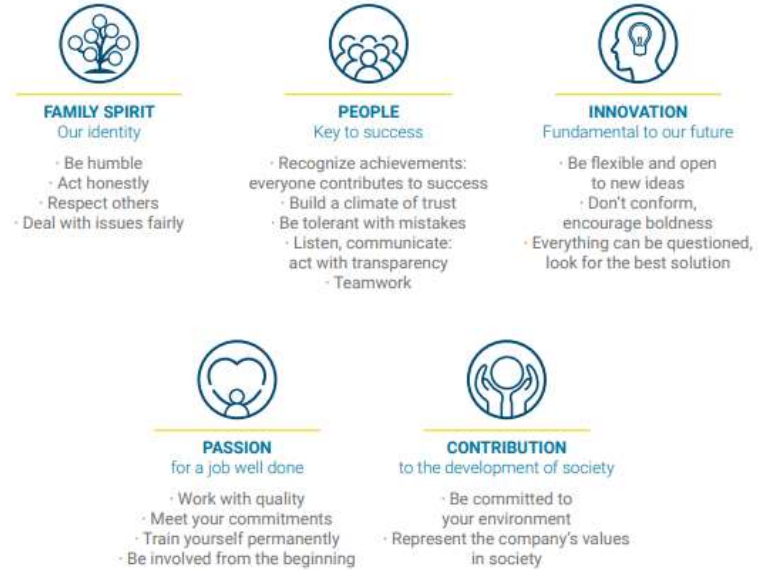 FAMILY SPIRIT
Our identity
· Be humble
· Act honestly
· Respect others
· Deal with issues fairly
PEOPLE
Key to success
· Recognize achievements:
everyone contributes to success
· Build a climate of trust
· Be tolerant with mistakes
· Listen, communicate:
act with transparency
· Teamwork
INNOVATION
Fundamental to our future
· Be flexible and open
to new ideas
· Don't conform,
encourage boldness
· Everything can be questioned,
look for the best solution
PASSION
for a job well done
· Work with quality
· Meet your commitments
· Train yourself permanently
· Be involved from the beginning
CONTRIBUTION
to the development of society
· Be committed to
your environment
· Represent the company's values
in society